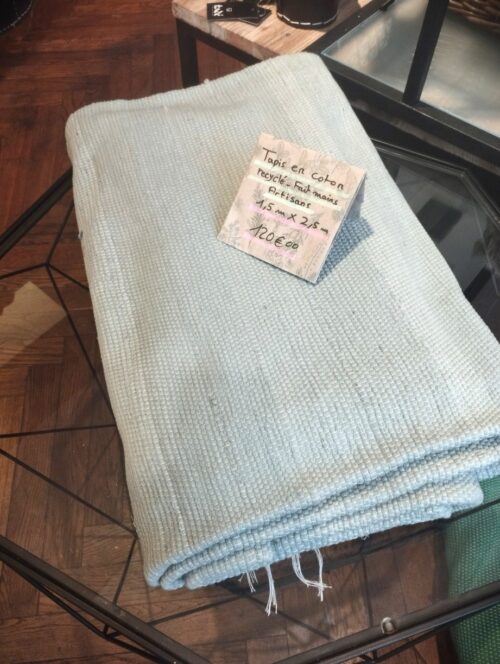 Tapis en coton
recyclé - Fait mains
Artisans
1,5 m X 2,5 m
120€00